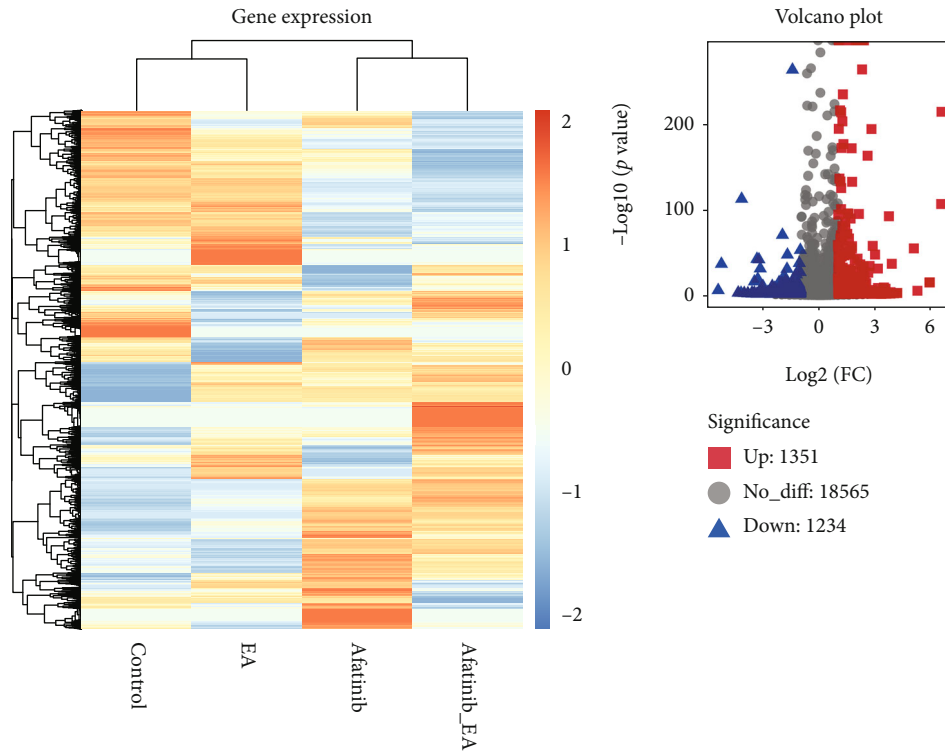 Gene expression
2
1
0
−1
−2
Control
EA
Afatinib
Afatinib_EA
Volcano plot
−Log10 (p value)
200
100
0
−3
0
3
6
Log2 (FC)
Significance
Up: 1351
No_diff: 18565
Down: 1234